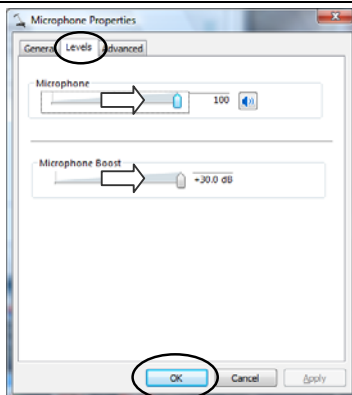 Microphone Properties
General Levels Advanced
Microphone
100
Microphone Boost
+30.0 dB
OK Cancel Apply